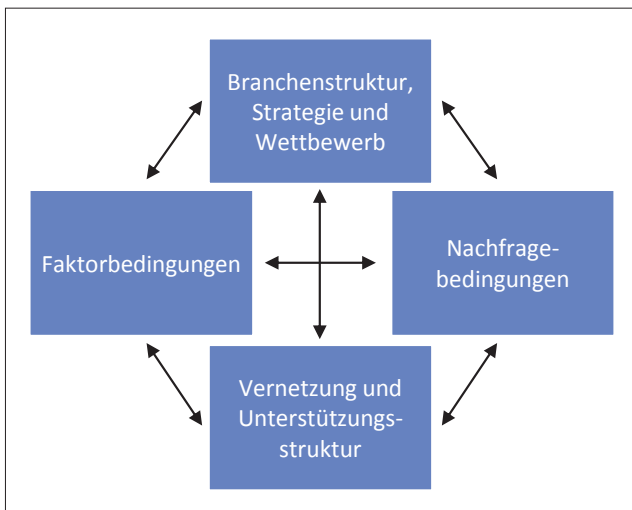 Branchenstruktur,
Strategie und
Wettbewerb
Faktorbedingungen
Nachfrage-
bedingungen
Vernetzung und
Unterstützungs-
struktur